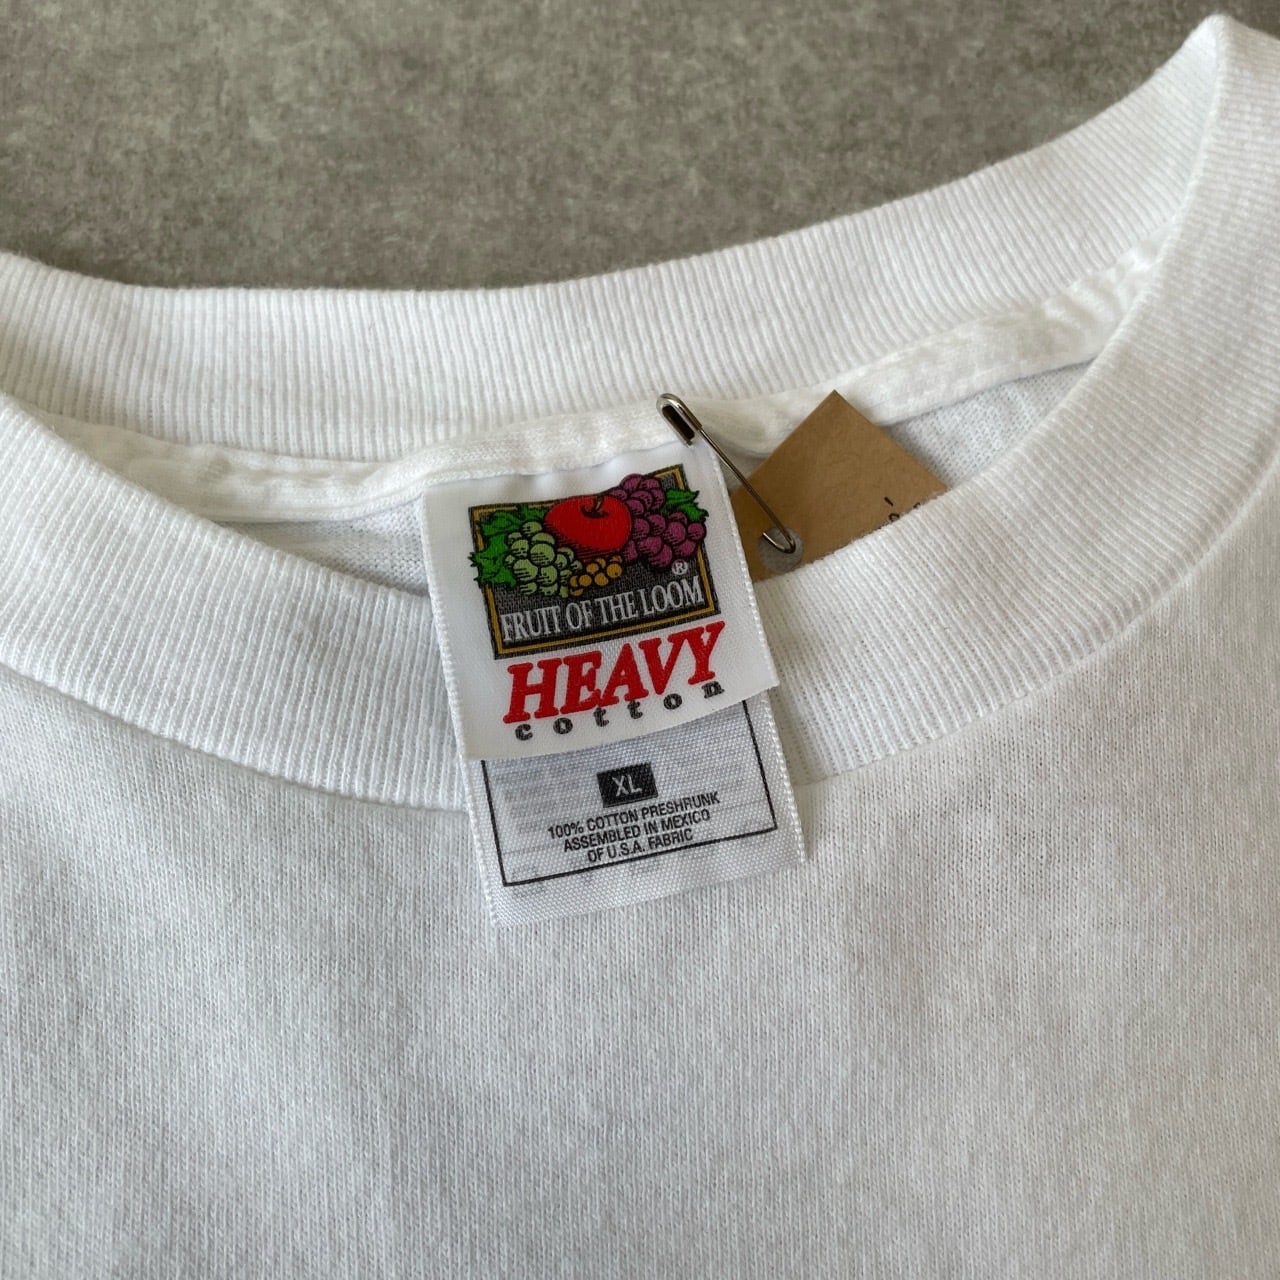 ®
FRUIT OF THE LOOM
HEAVY
cotton
XL
100% COTTON PRESHRUNK
ASSEMBLED IN MEXICO
OF U.S.A. FABRIC